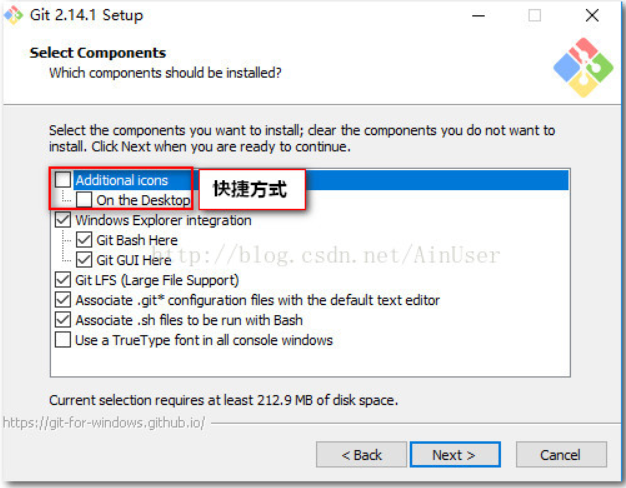 Git 2.14.1 Setup
Select Components
Which components should be installed?
Select the components you want to install; clear the components you do not want to
install. Click Next when you are ready to continue.
Additional icons
快捷方式
On the Desktop
Windows Explorer integration
Git Bash Here
http://blog.csdn.net/AinUser
Git GUI Here
Git LFS (Large File Support)
Associate .git* configuration files with the default text editor
Associate .sh files to be run with Bash
Use a TrueType font in all console windows
Current selection requires at least 212.9 MB of disk space.
https://git-for-windows.github.io/
< Back
Next >
Cancel